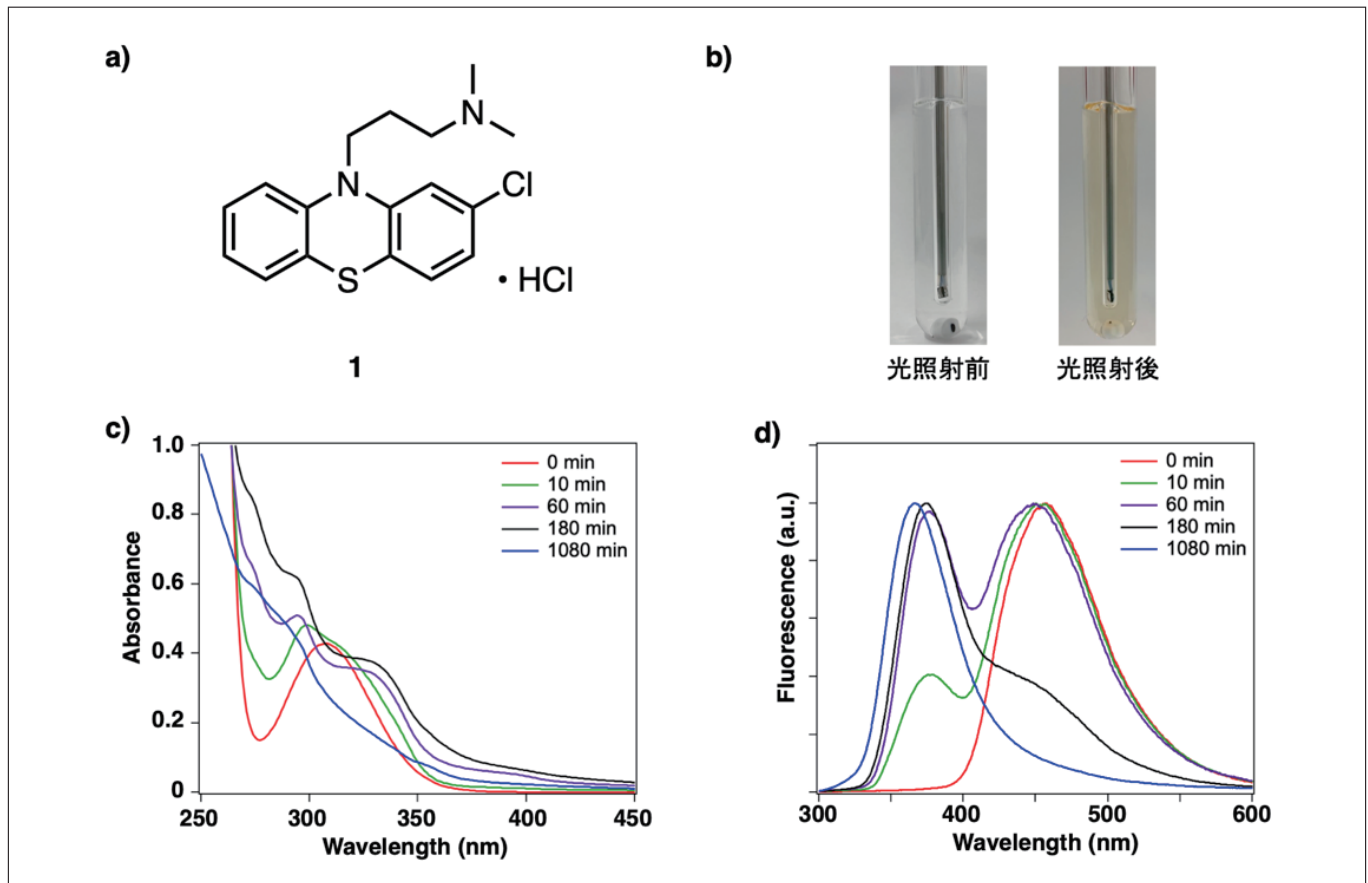 a)
N
N
Cl
S
• HCl
1
b)
光照射前
光照射後
c)
1.0
0.8
0.6
0.4
0.2
0
Absorbance
0 min
10 min
60 min
180 min
1080 min
250
300
350
400
450
Wavelength (nm)
d)
Fluorescence (a.u.)
0 min
10 min
60 min
180 min
1080 min
300
400
500
600
Wavelength (nm)